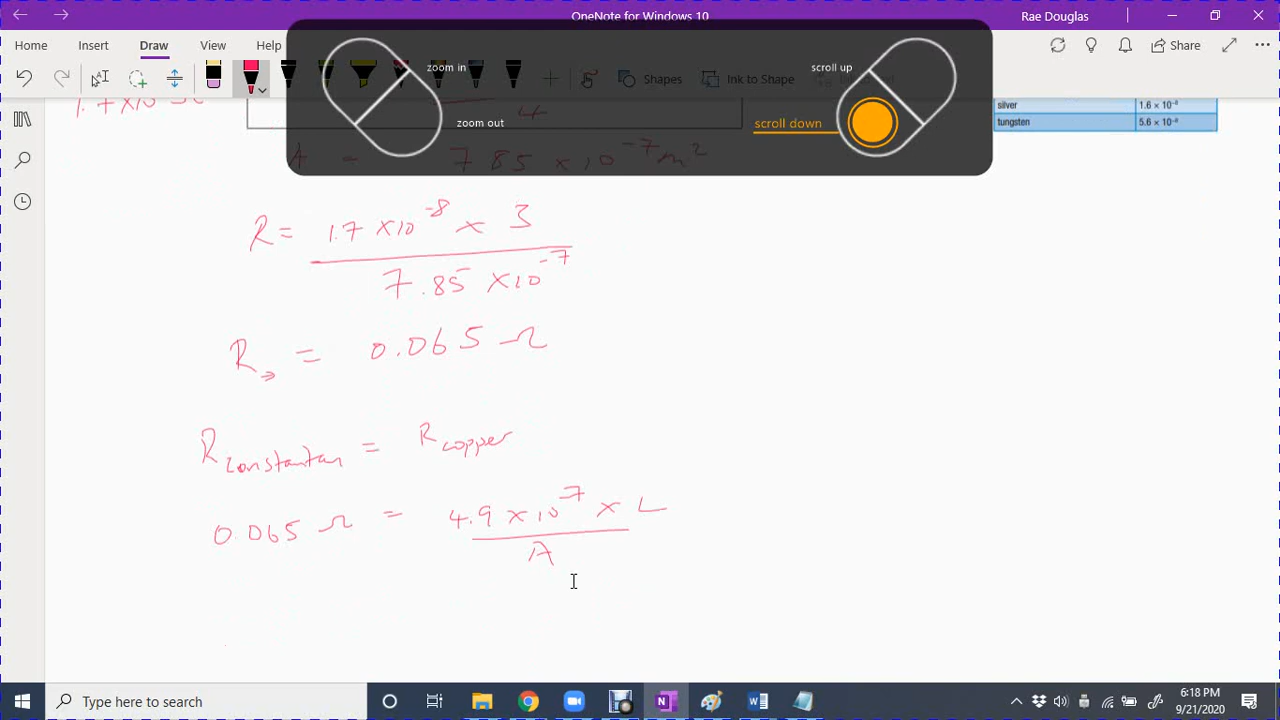 OneNote for Windows 10
Rae Douglas
Home Insert Draw View Help
Share
zoom in
zoom out
scroll up
scroll down
Shapes
Ink to Shape
silver 1.6 × 10⁻⁸
tungsten 5.6 × 10⁻⁸
4
A = 7.85 x 10⁻⁷ m²
R = 1.7 x 10⁻⁸ x 3
7.85 x 10⁻⁷
R = 0.065 Ω
R constantan = R copper
0.065 Ω = 4.9 x 10⁻⁷ x L
A
Type here to search
6:18 PM
9/21/2020